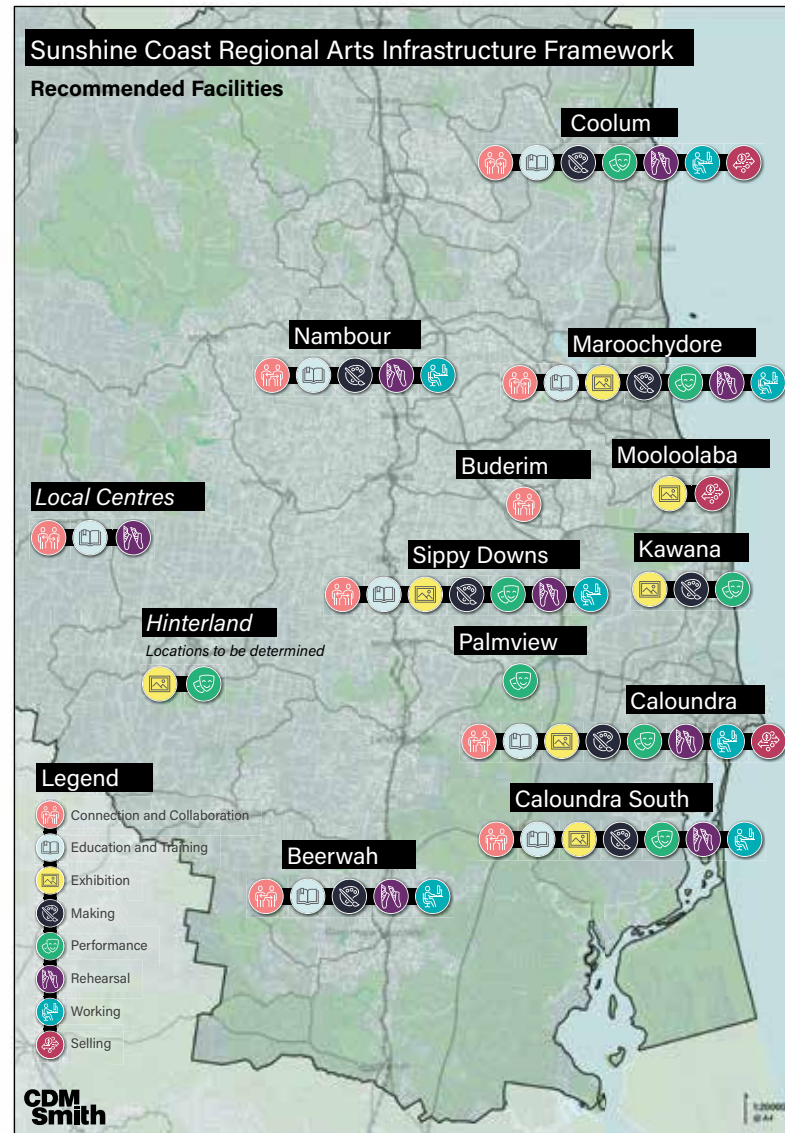 Sunshine Coast Regional Arts Infrastructure Framework
Recommended Facilities
Coolum
Nambour
Maroochydore
Buderim
Mooloolaba
Local Centres
Sippy Downs
Kawana
Hinterland
Locations to be determined
Palmview
Caloundra
Legend
Connection and Collaboration
Education and Training
Exhibition
Making
Performance
Rehearsal
Working
Selling
Caloundra South
Beerwah
CDM
Smith
@ A4